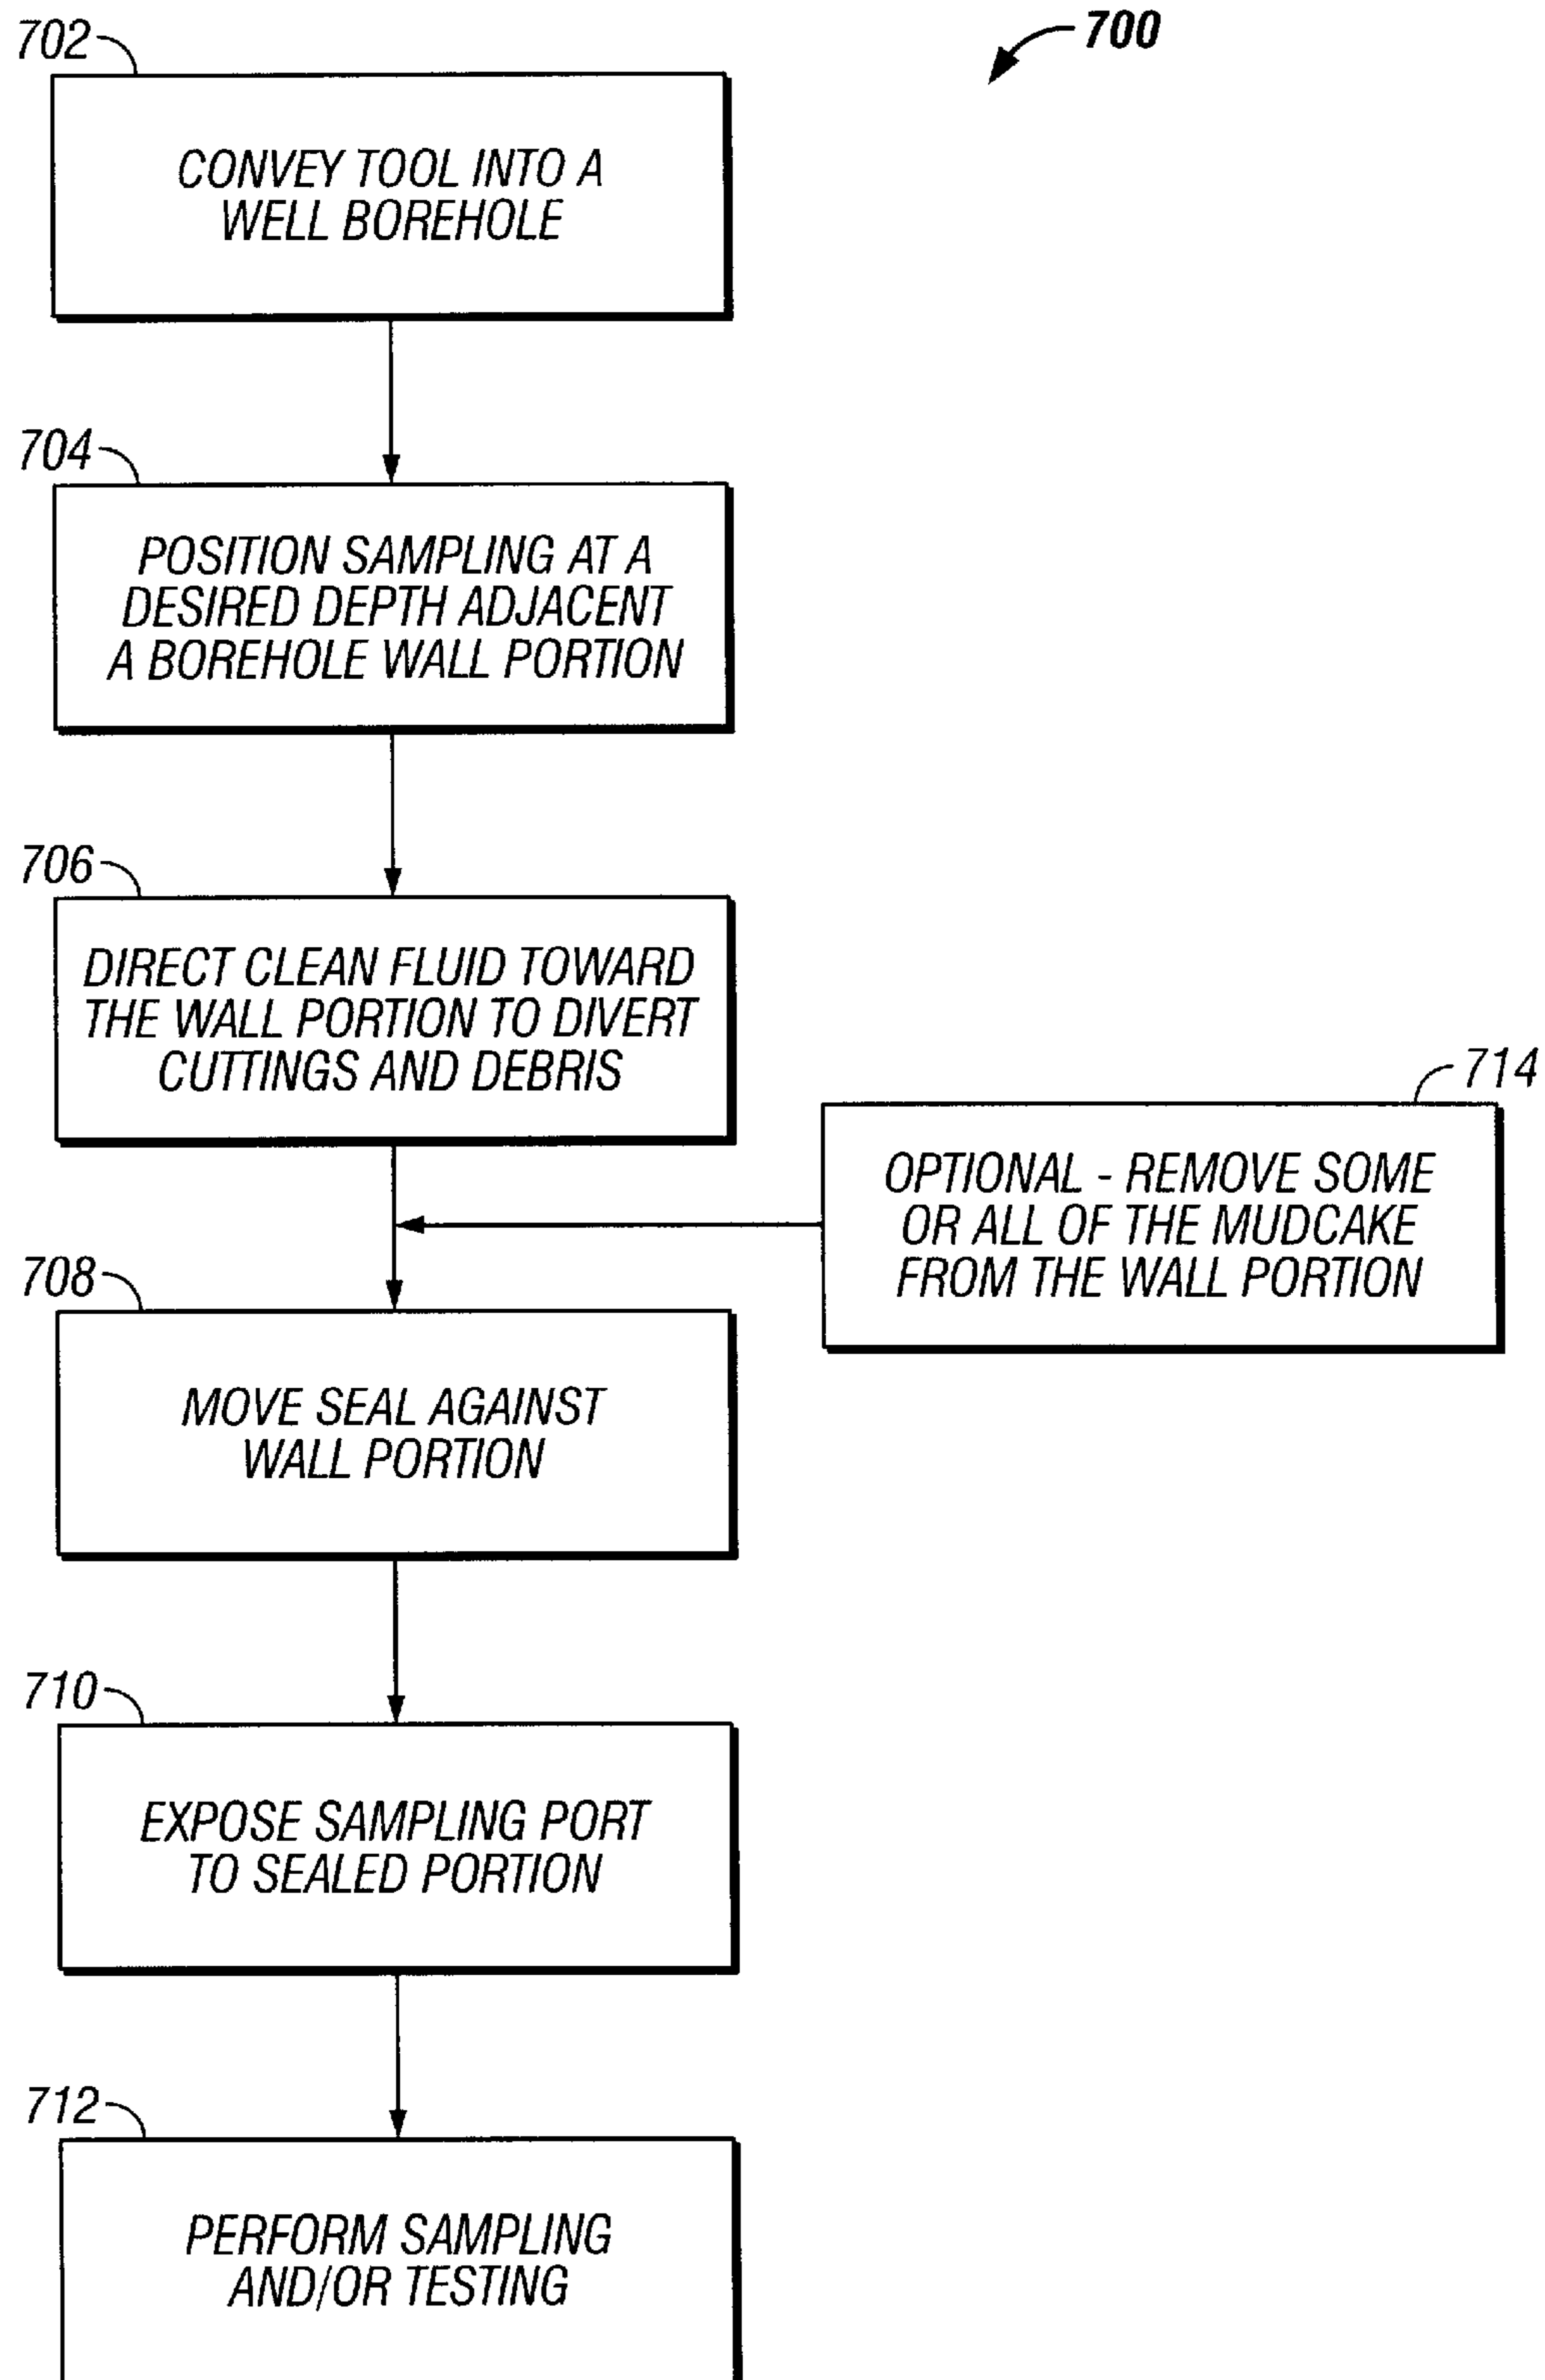 700
702
CONVEY TOOL INTO A
WELL BOREHOLE
704
POSITION SAMPLING AT A
DESIRED DEPTH ADJACENT
A BOREHOLE WALL PORTION
706
DIRECT CLEAN FLUID TOWARD
THE WALL PORTION TO DIVERT
CUTTINGS AND DEBRIS
714
OPTIONAL - REMOVE SOME
OR ALL OF THE MUDCAKE
FROM THE WALL PORTION
708
MOVE SEAL AGAINST
WALL PORTION
710
EXPOSE SAMPLING PORT
TO SEALED PORTION
712
PERFORM SAMPLING
AND/OR TESTING